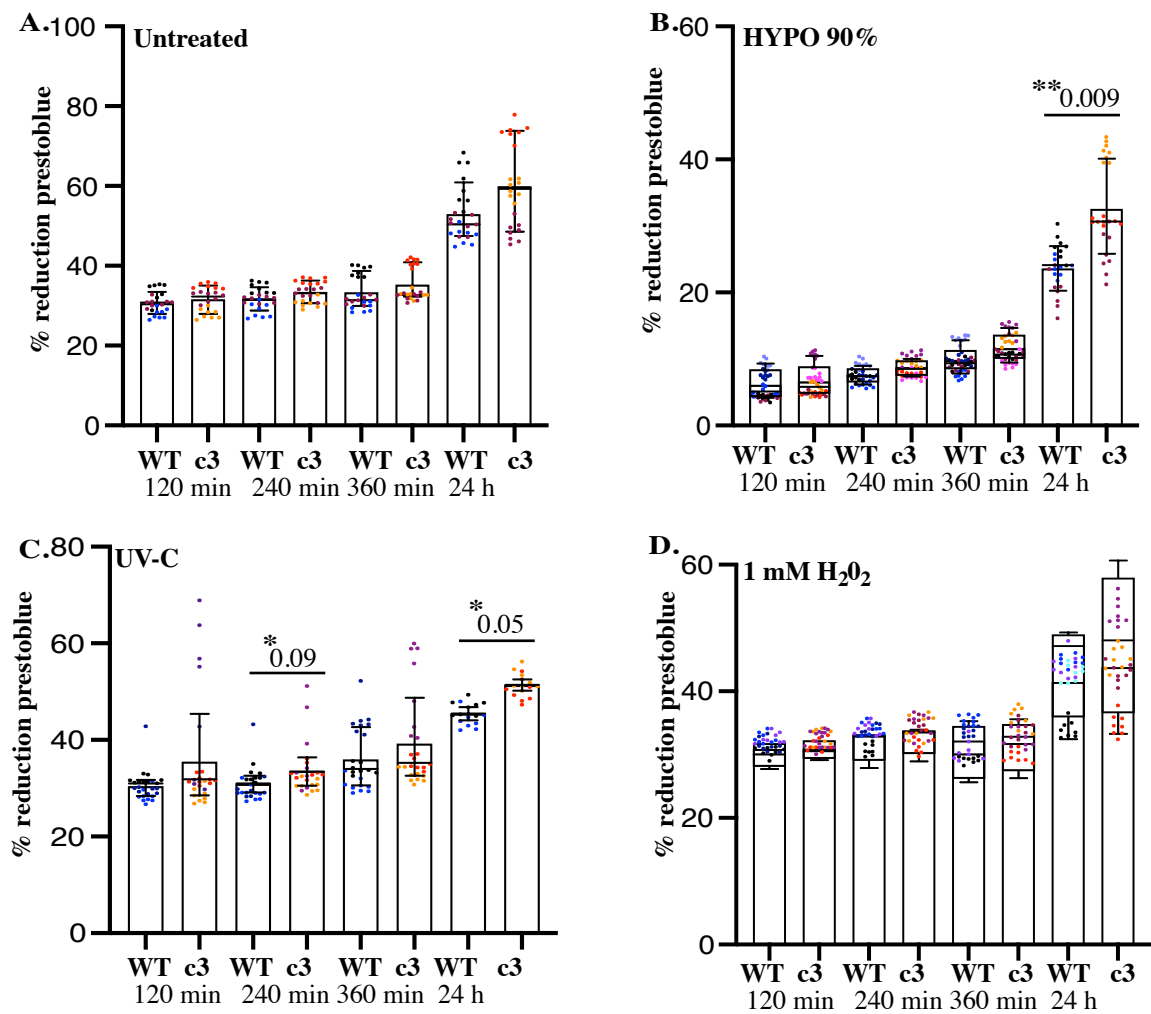 A.
Untreated
% reduction prestoblue
100
80
60
40
20
0
WT c3 WT c3 WT c3 WT c3
120 min 240 min 360 min 24 h
B.
HYPO 90%
% reduction prestoblue
60
40
20
0
**
0.009
WT c3 WT c3 WT c3 WT c3
120 min 240 min 360 min 24 h
C.
UV-C
% reduction prestoblue
80
60
40
20
0
*
0.09
*
0.05
WT c3 WT c3 WT c3 WT c3
120 min 240 min 360 min 24 h
D.
1 mM H₂0₂
% reduction prestoblue
60
40
20
0
WT c3 WT c3 WT c3 WT c3
120 min 240 min 360 min 24 h